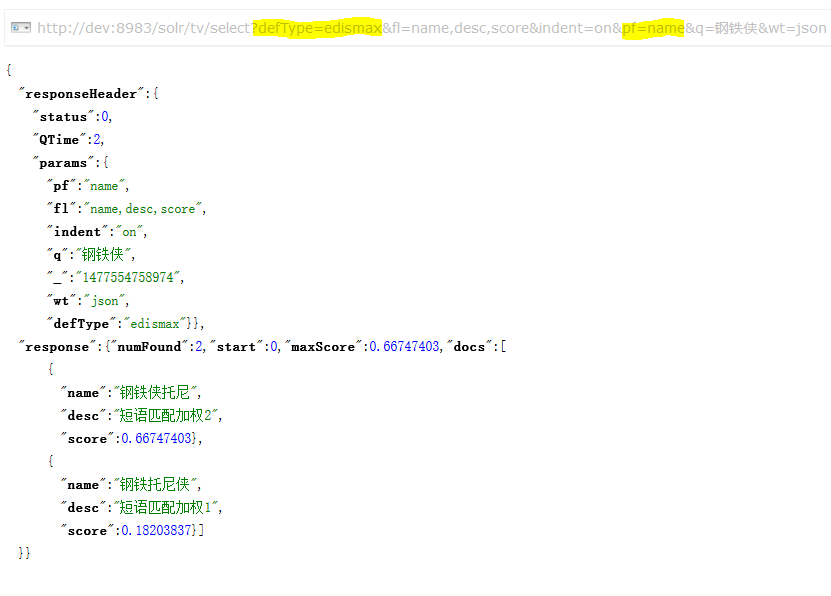 http://dev:8983/solr/tv/select?defType=edismax&fl=name,desc,score&indent=on&pf=name&q=钢铁侠&wt=json
{
  "responseHeader":{
    "status":0,
    "QTime":2,
    "params":{
      "pf":"name",
      "fl":"name,desc,score",
      "indent":"on",
      "q":"钢铁侠",
      "_":"1477554758974",
      "wt":"json",
      "defType":"edismax"}},
  "response":{"numFound":2,"start":0,"maxScore":0.66747403,"docs":[
      {
        "name":"钢铁侠托尼",
        "desc":"短语匹配加权2",
        "score":0.66747403},
      {
        "name":"钢铁托尼侠",
        "desc":"短语匹配加权1",
        "score":0.18203837}]
  }}